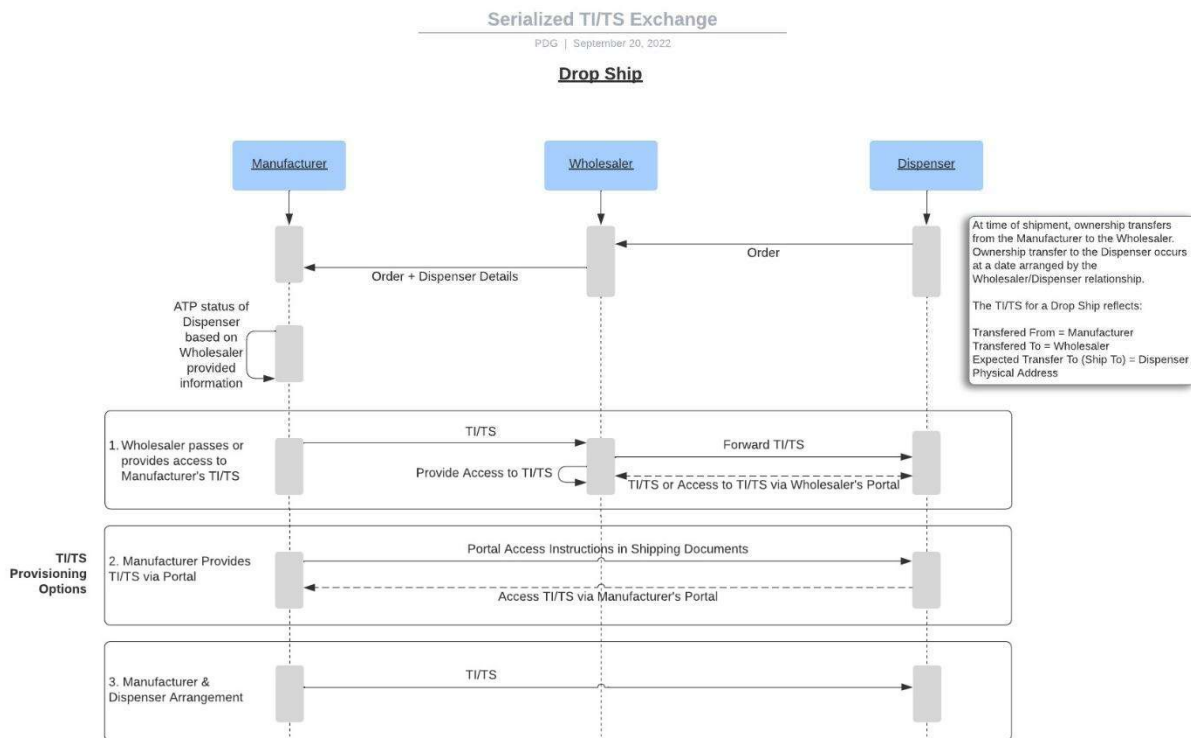 Serialized TI/TS Exchange
PDG | September 20, 2022
Drop Ship
Manufacturer
Wholesaler
Dispenser
Order
Order + Dispenser Details
At time of shipment, ownership transfers
from the Manufacturer to the Wholesaler.
Ownership transfer to the Dispenser occurs
at a date arranged by the
Wholesaler/Dispenser relationship.
The TI/TS for a Drop Ship reflects:
Transfered From = Manufacturer
Transfered To = Wholesaler
Expected Transfer To (Ship To) = Dispenser
Physical Address
ATP status of
Dispenser
based on
Wholesaler
provided
information
1. Wholesaler passes or
provides access to
Manufacturer's TI/TS
TI/TS
Forward TI/TS
Provide Access to TI/TS
TI/TS or Access to TI/TS via Wholesaler's Portal
TI/TS
Provisioning
Options
2. Manufacturer Provides
TI/TS via Portal
Portal Access Instructions in Shipping Documents
Access TI/TS via Manufacturer's Portal
3. Manufacturer &
Dispenser Arrangement
TI/TS